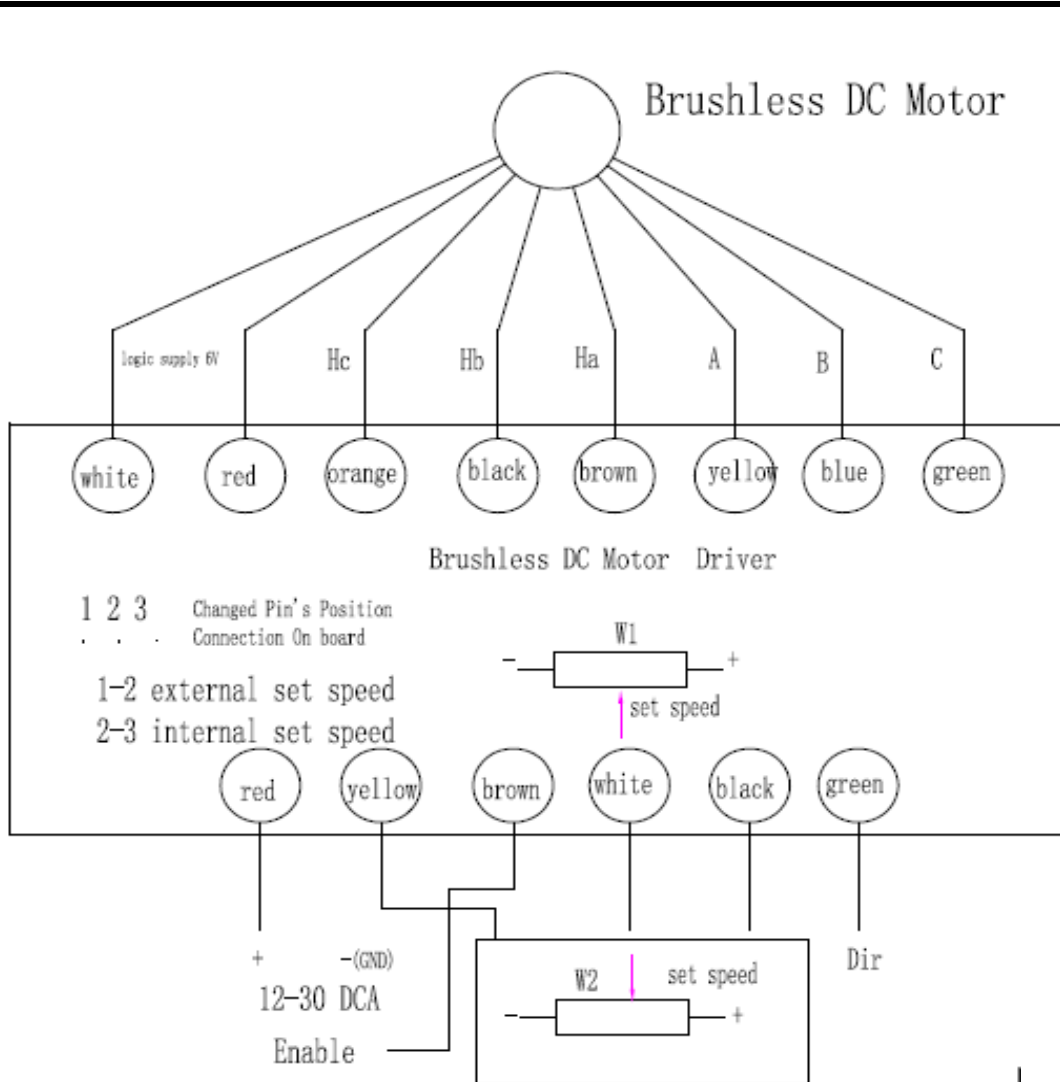 Brushless DC Motor
logic supply 6V
Hc
Hb
Ha
A
B
C
white
red
orange
black
brown
yellow
blue
green
Brushless DC Motor Driver
1 2 3
Changed Pin's Position
. . .
Connection On board
W1
- +
1-2 external set speed
set speed
2-3 internal set speed
red
yellow
brown
white
black
green
+ -(GND)
12-30 DCA
Enable
W2
set speed
- +
Dir